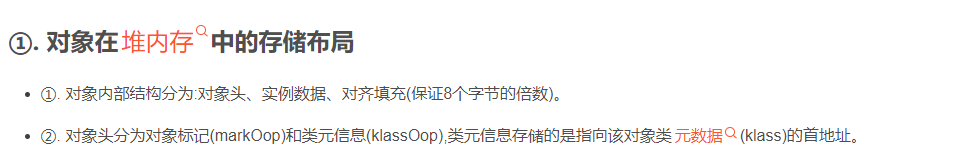 ①. 对象在堆内存中的存储布局
①. 对象内部结构分为:对象头、实例数据、对齐填充(保证8个字节的倍数)。
②. 对象头分为对象标记(markOop)和类元信息(klassOop),类元信息存储的是指向该对象类元数据(klass)的首地址。